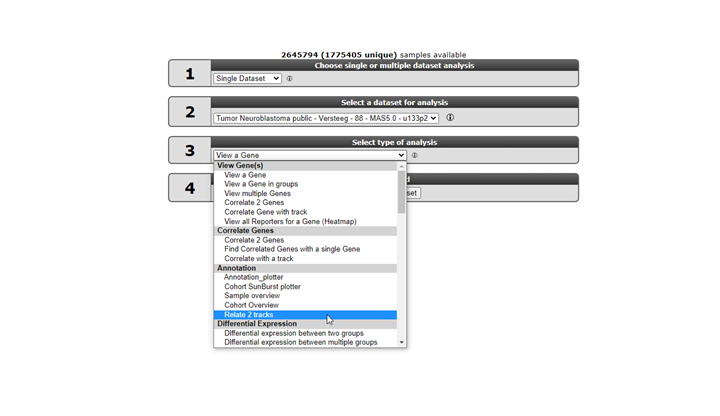 2645794 (1775405 unique) samples available
1
Choose single or multiple dataset analysis
Single Dataset
2
Select a dataset for analysis
Tumor Neuroblastoma public - Versteeg - 88 - MAS5.0 - u133p2
3
Select type of analysis
View a Gene
4
View Gene(s)
View a Gene
View a Gene in groups
View multiple Genes
Correlate 2 Genes
Correlate Gene with track
View all Reporters for a Gene (Heatmap)
Correlate Genes
Correlate 2 Genes
Find Correlated Genes with a single Gene
Correlate with a track
Annotation
Annotation_plotter
Cohort SunBurst plotter
Sample overview
Cohort Overview
Relate 2 tracks
Differential Expression
Differential expression between two groups
Differential expression between multiple groups